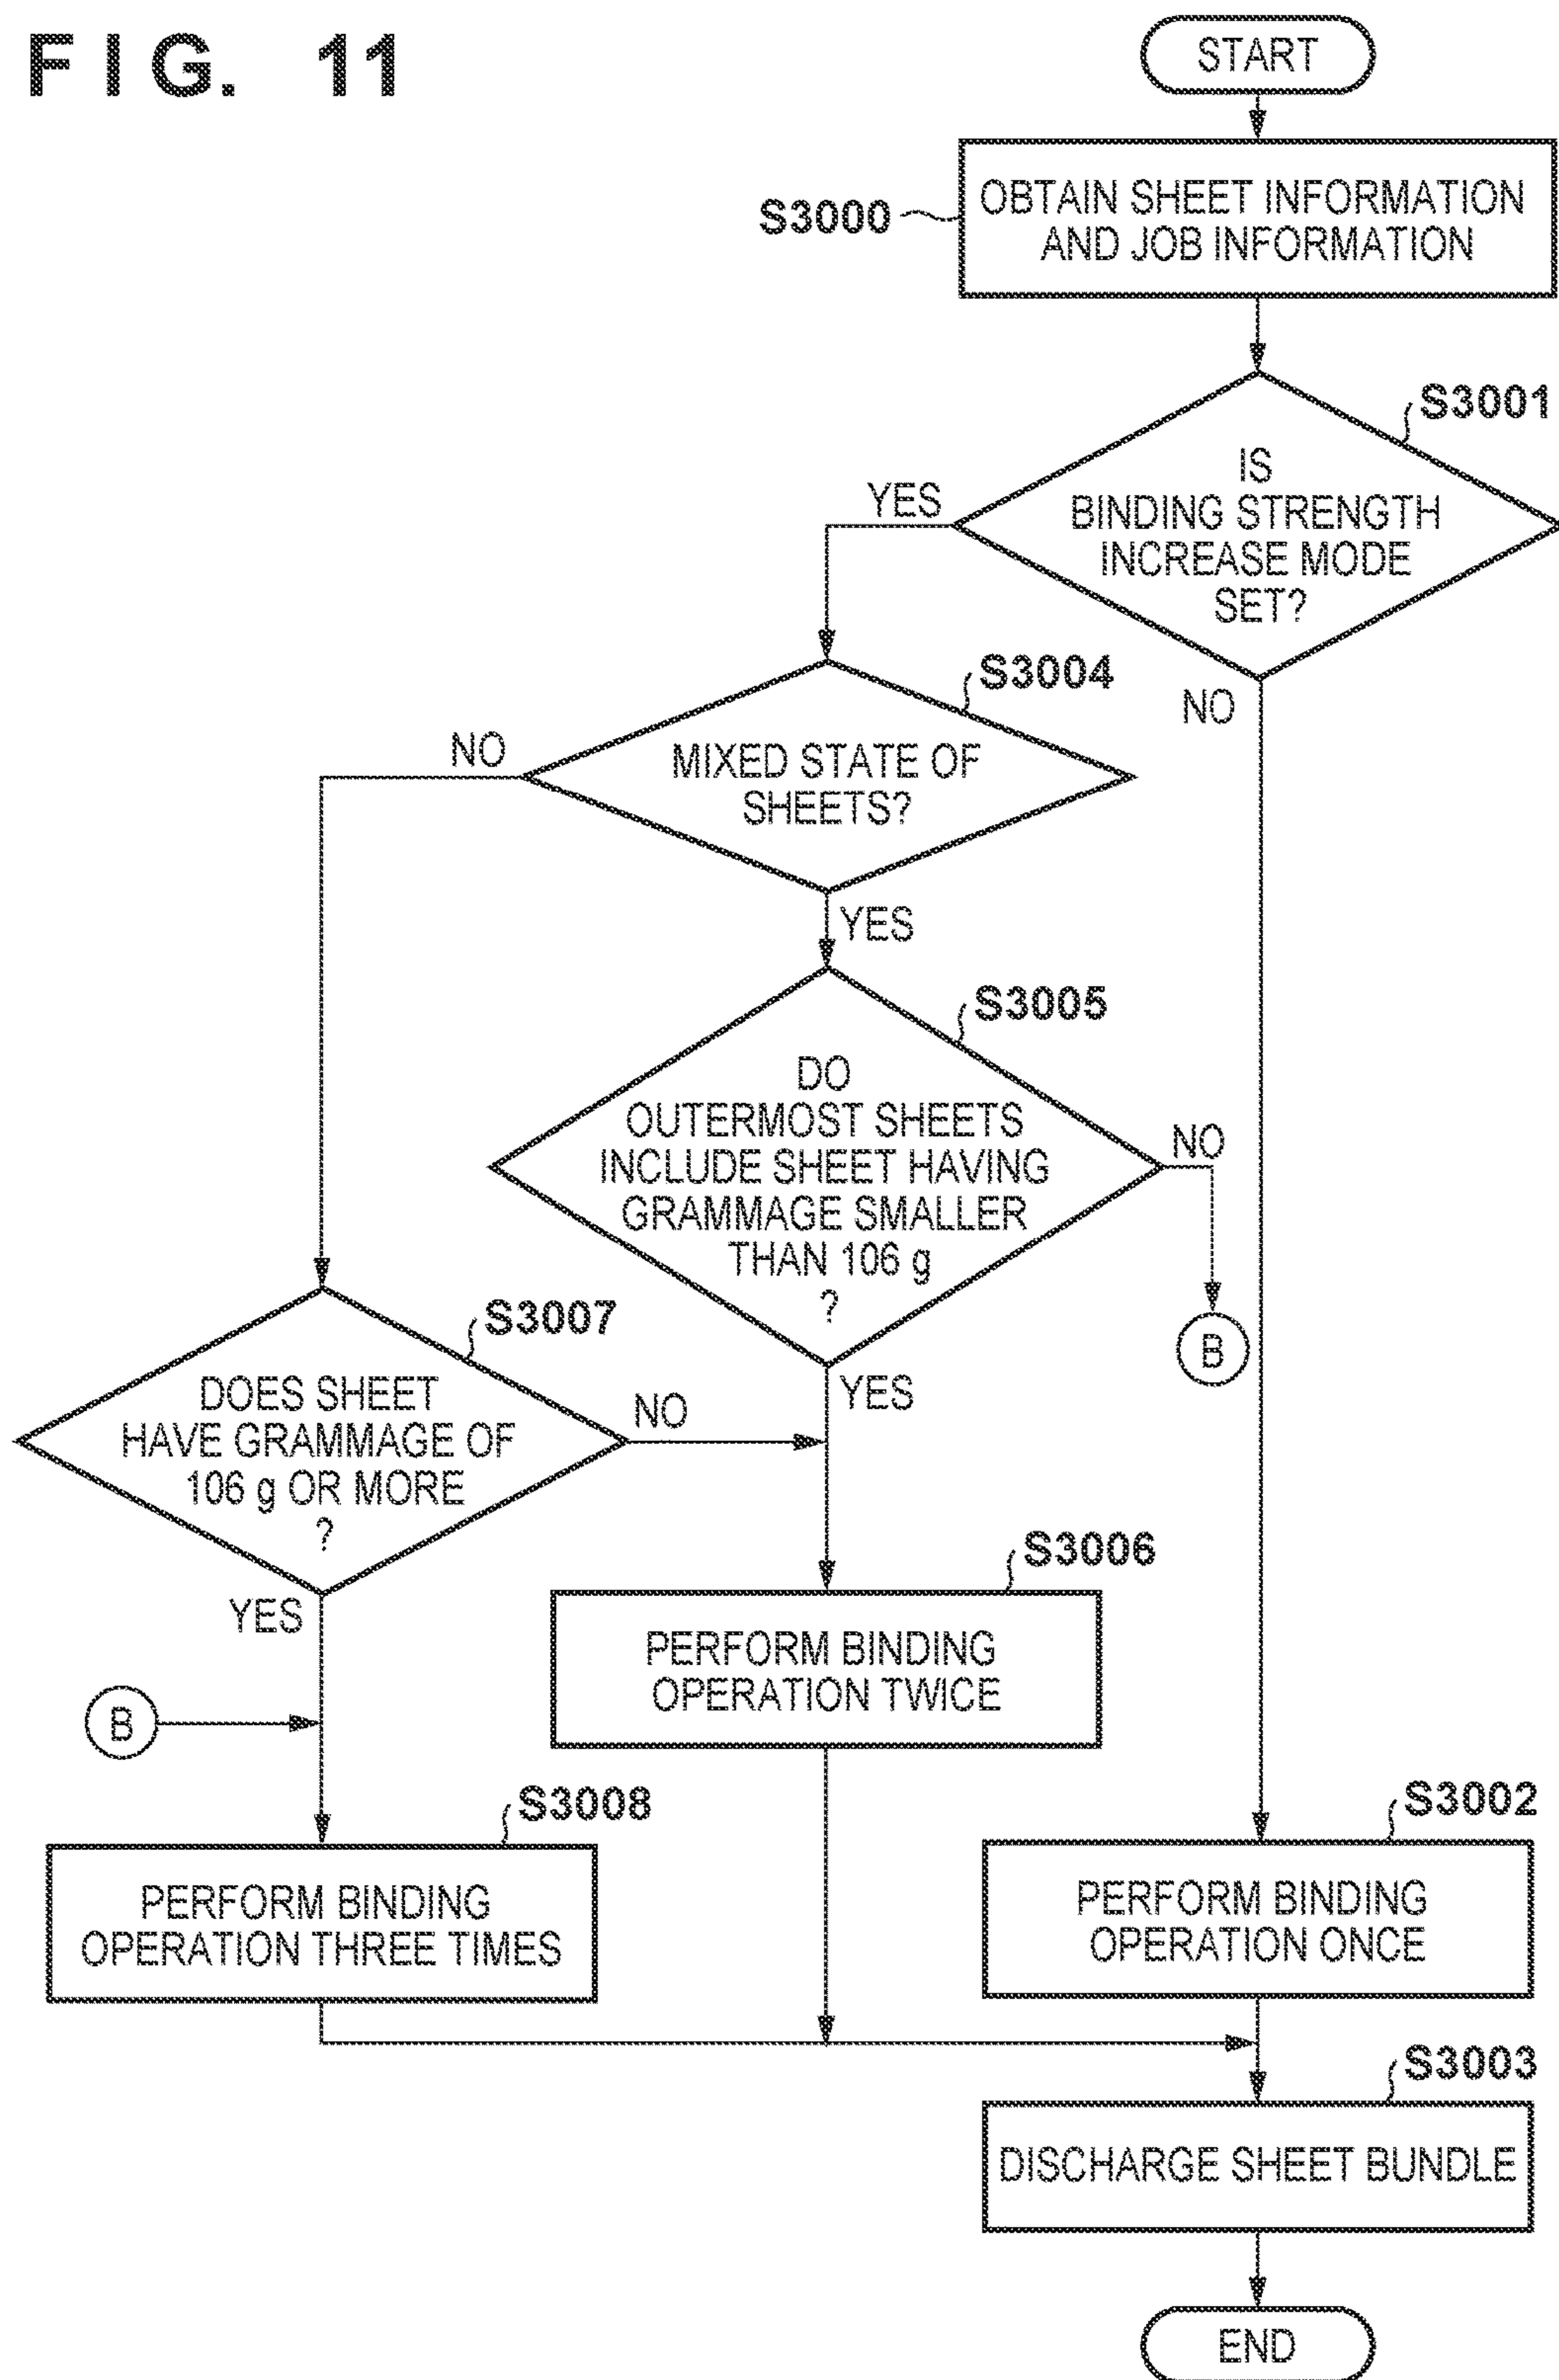 FIG. 11
START
S3000
OBTAIN SHEET INFORMATION
AND JOB INFORMATION
S3001
IS
BINDING STRENGTH
INCREASE MODE
SET?
YES
NO
S3004
MIXED STATE OF
SHEETS?
NO
YES
S3005
DO
OUTERMOST SHEETS
INCLUDE SHEET HAVING
GRAMMAGE SMALLER
THAN 106 g
?
NO
B
YES
S3007
DOES SHEET
HAVE GRAMMAGE OF
106 g OR MORE
?
NO
YES
S3006
PERFORM BINDING
OPERATION TWICE
B
S3008
PERFORM BINDING
OPERATION THREE TIMES
S3002
PERFORM BINDING
OPERATION ONCE
S3003
DISCHARGE SHEET BUNDLE
END